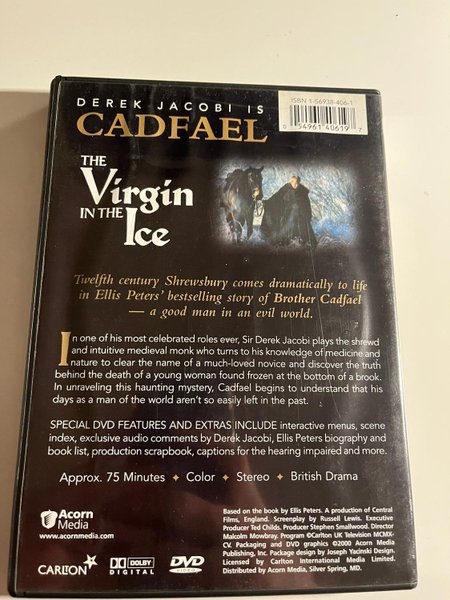 DEREK JACOBI IS
CADFAEL
ISBN 1-56938-406-1
0 54961 40619 7
THE
Virgin
IN THE
Ice
Twelfth century Shrewsbury comes dramatically to life
in Ellis Peters' bestselling story of Brother Cadfael
— a good man in an evil world.
In one of his most celebrated roles ever, Sir Derek Jacobi plays the shrewd
and intuitive medieval monk who turns to his knowledge of medicine and
nature to clear the name of a much-loved novice and discover the truth
behind the death of a young woman found frozen at the bottom of a brook.
In unraveling this haunting mystery, Cadfael begins to understand that his
days as a man of the world aren't so easily left in the past.
SPECIAL DVD FEATURES AND EXTRAS INCLUDE interactive menus, scene
index, exclusive audio comments by Derek Jacobi, Ellis Peters biography and
book list, production scrapbook, captions for the hearing impaired and more.
Approx. 75 Minutes ✦ Color ✦ Stereo ✦ British Drama
Acorn
Media
www.acornmedia.com
CARLTON
DOLBY
DIGITAL
DVD
VIDEO
Based on the book by Ellis Peters. A production of Central
Films, England. Screenplay by Russell Lewis. Executive
Producer Ted Childs. Producer Stephen Smallwood. Director
Malcolm Mowbray. Program ©Carlton UK Television MCMX-
CV. Packaging and DVD graphics ©2000 Acorn Media
Publishing, Inc. Package design by Joseph Yacinski Design.
Licensed by Carlton International Media Limited.
Distributed by Acorn Media, Silver Spring, MD.